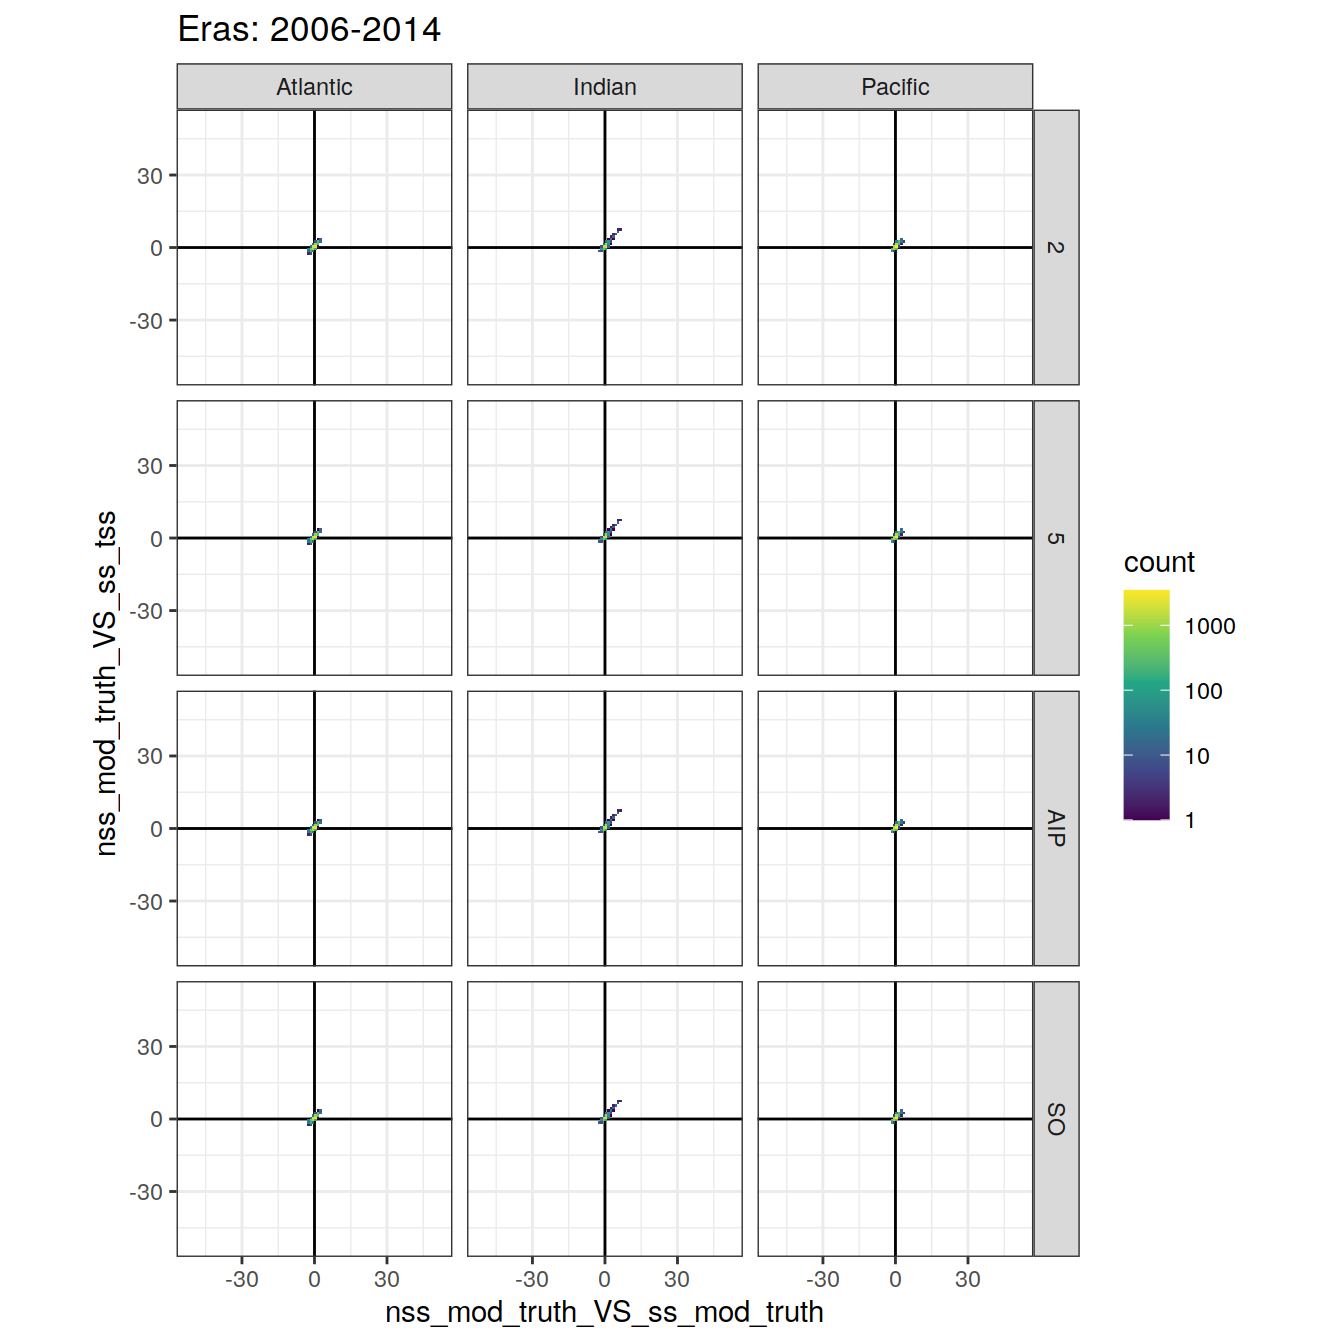 Eras: 2006-2014
Atlantic Indian Pacific
30
0
-30
2
30
0
-30
5
30
0
-30
AIP
30
0
-30
SO
-30 0 30 -30 0 30 -30 0 30
nss_mod_truth_VS_ss_mod_truth
nss_mod_truth_VS_ss_tss
count
1000
100
10
1